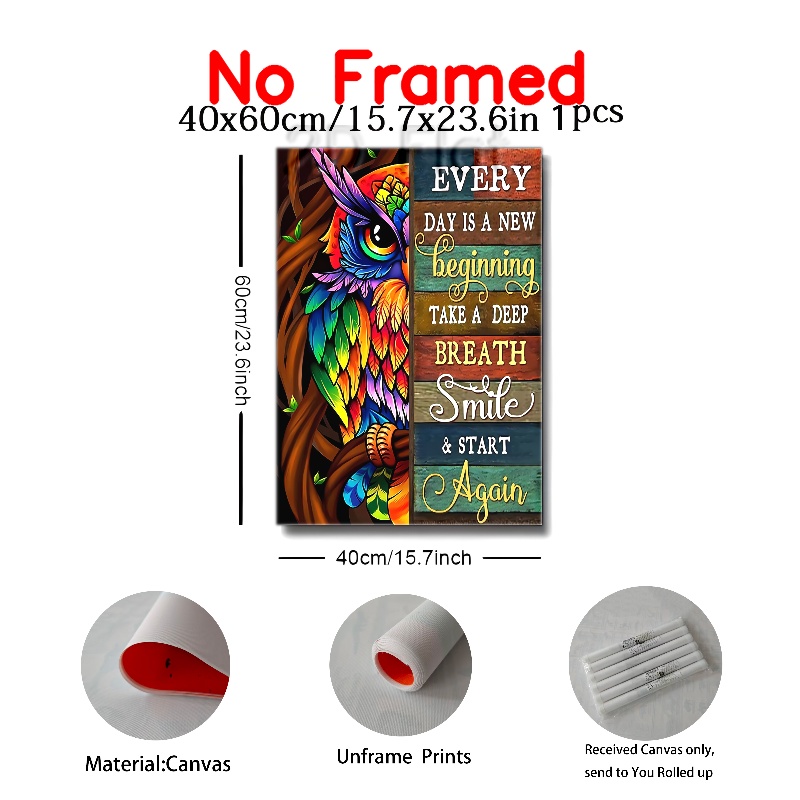 No Framed
40x60cm/15.7x23.6in 1pcs
EVERY
DAY IS A NEW
beginning
TAKE A DEEP
BREATH
Smile
& START
Again
60cm/23.6inch
40cm/15.7inch
Material:Canvas
Unframe Prints
Received Canvas only,
send to You Rolled up